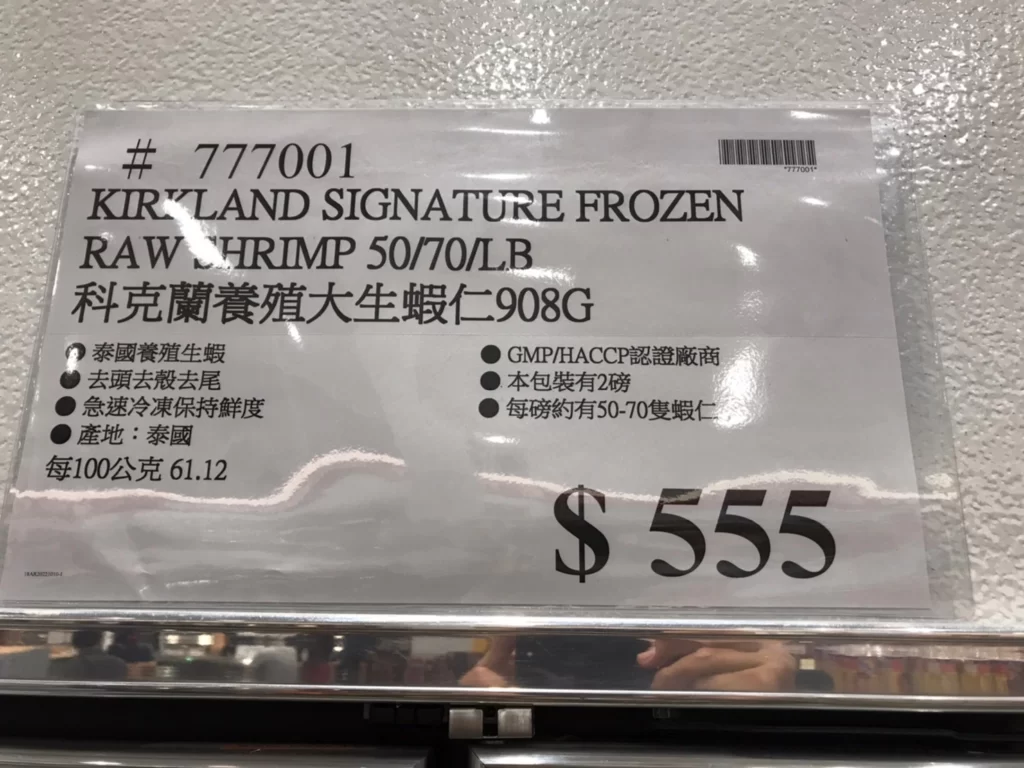 # 777001
*777001*
KIRKLAND SIGNATURE FROZEN
RAW SHRIMP 50/70/LB
科克蘭養殖大生蝦仁908G
● 泰國養殖生蝦
● 去頭去殼去尾
● 急速冷凍保持鮮度
● 產地：泰國
● GMP/HACCP認證廠商
● 本包裝有2磅
● 每磅約有50-70隻蝦仁
每100公克 61.12
$ 555